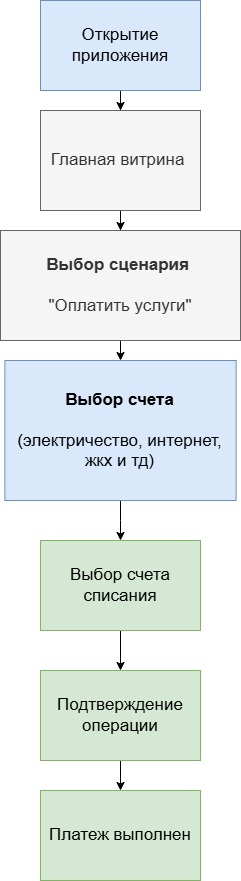 Открытие
приложения
Главная витрина
Выбор сценария
"Оплатить услуги"
Выбор счета
(электричество, интернет,
жкх и тд)
Выбор счета
списания
Подтверждение
операции
Платеж выполнен